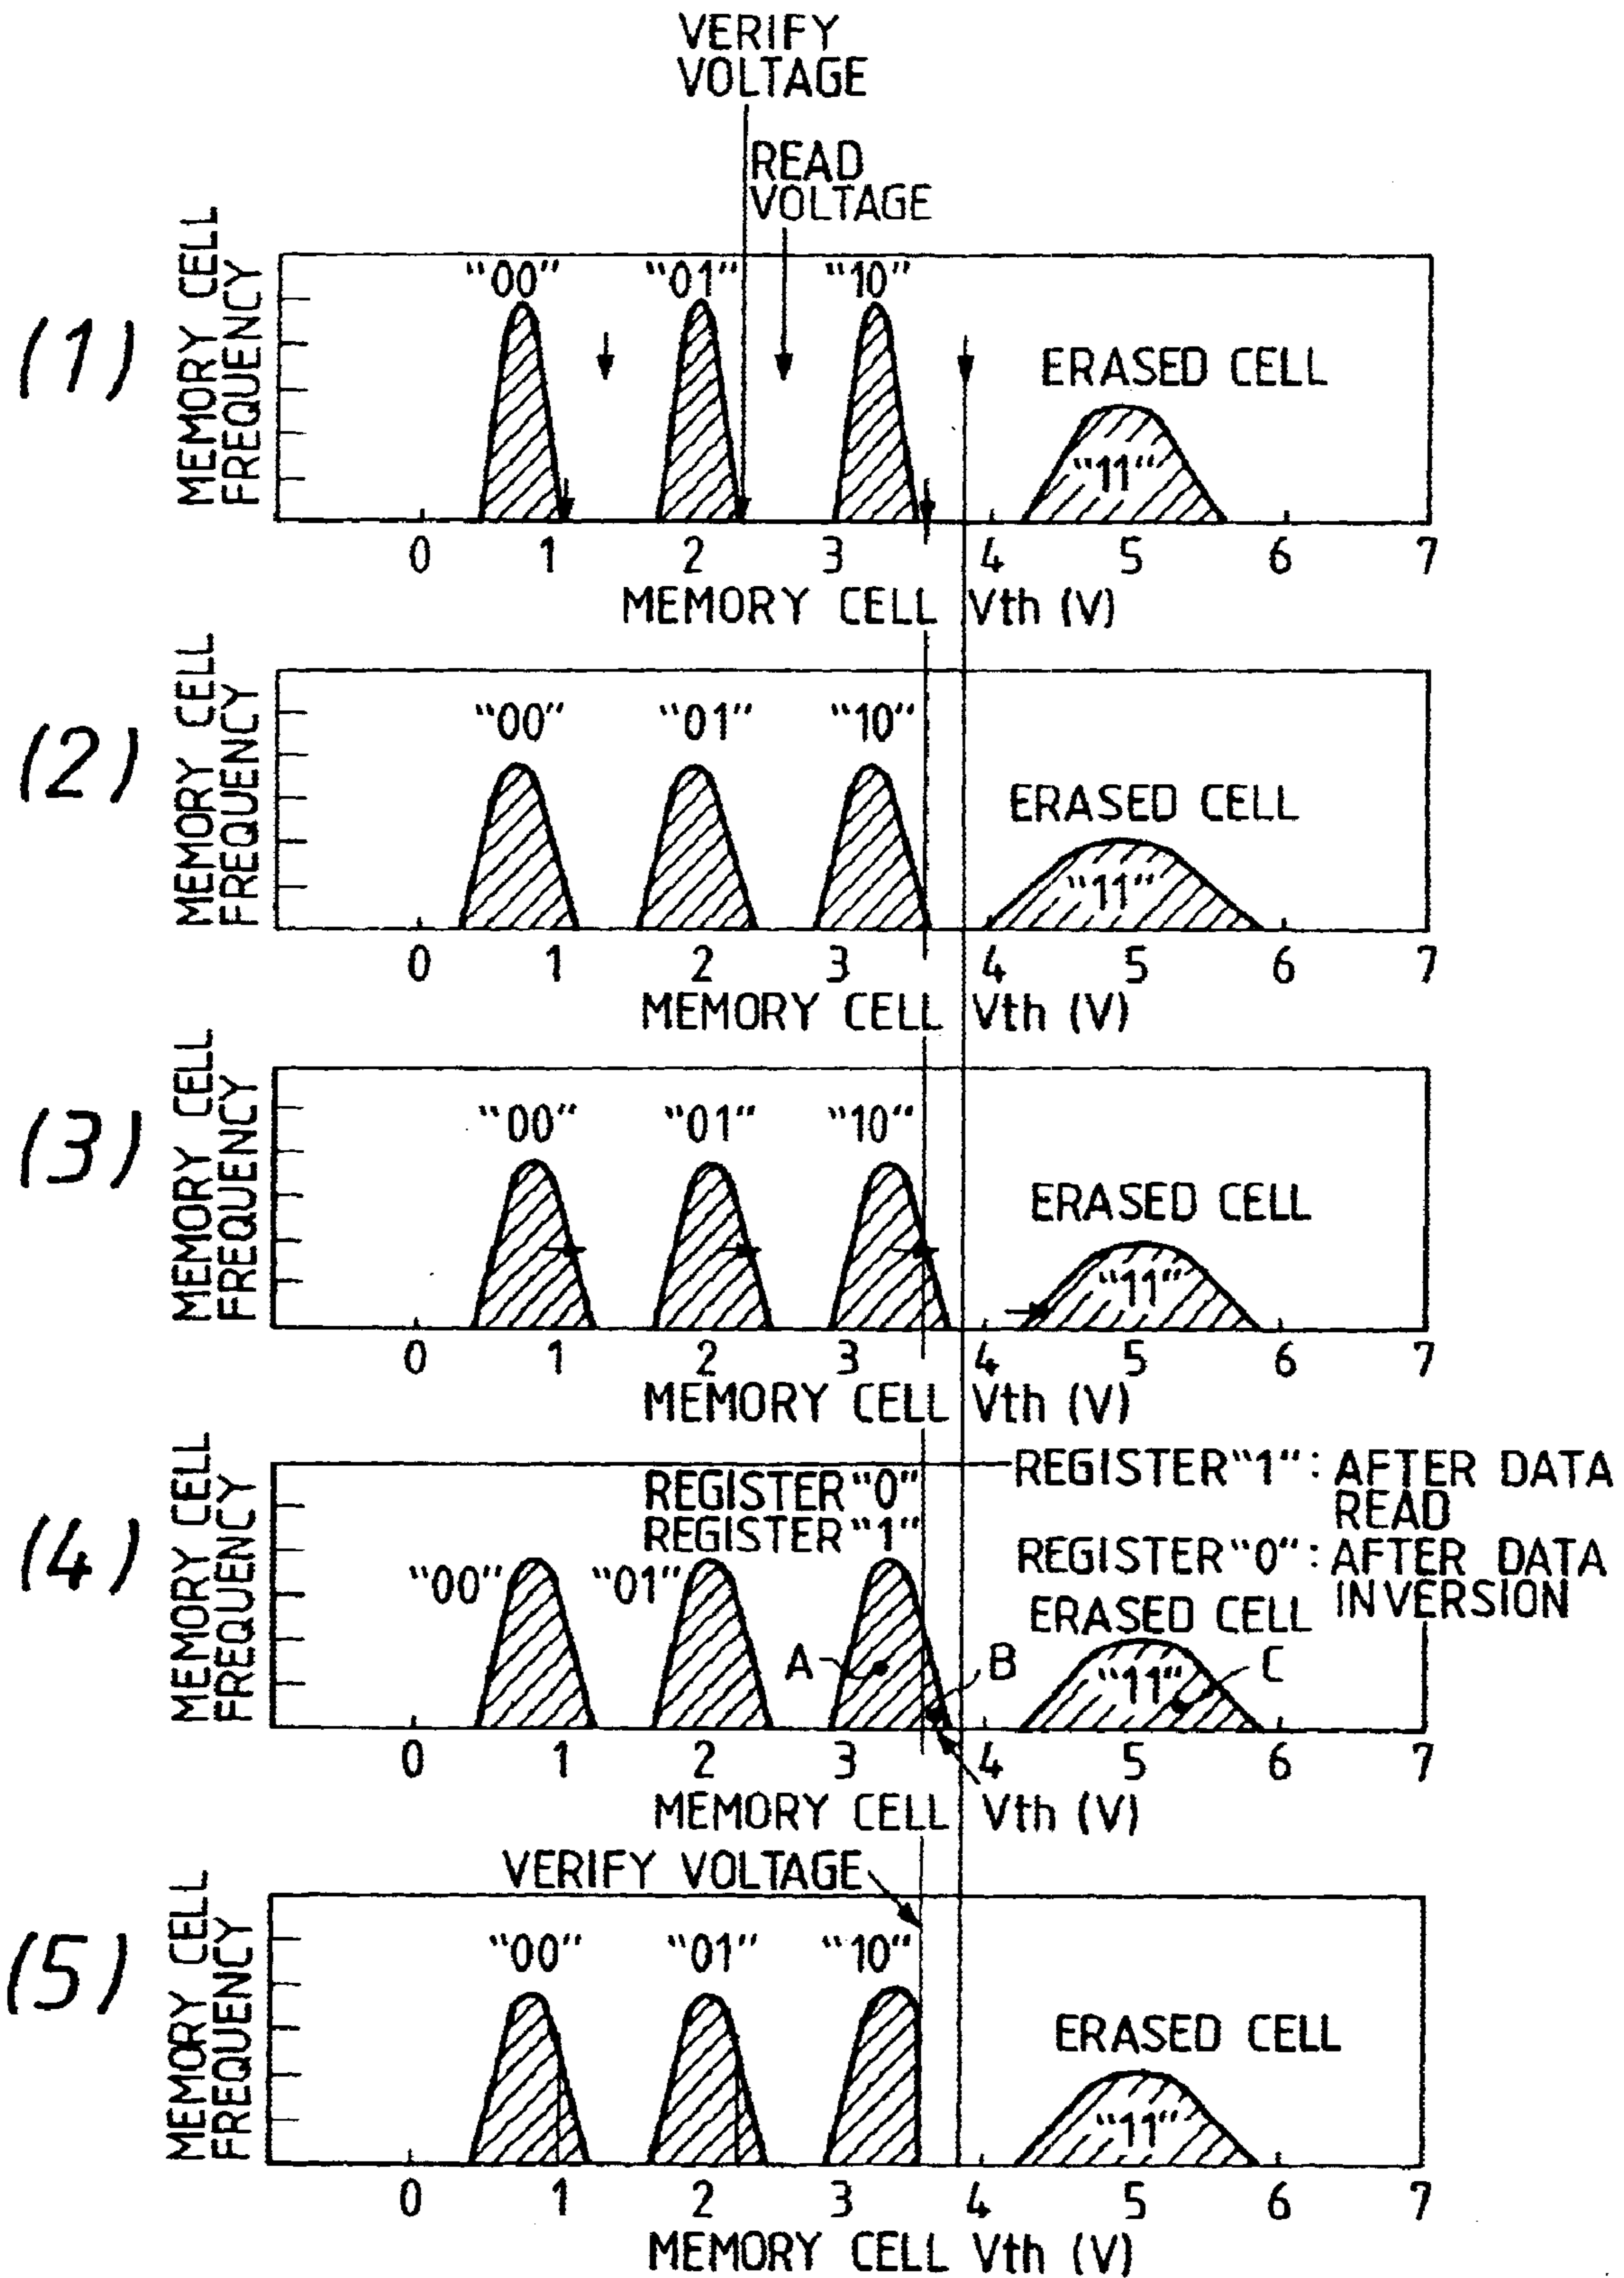 VERIFY
VOLTAGE
READ
VOLTAGE
(1)
MEMORY CELL
FREQUENCY
"00" "01" "10"
ERASED CELL
"11"
0 1 2 3 4 5 6 7
MEMORY CELL Vth (V)
(2)
MEMORY CELL
FREQUENCY
"00" "01" "10"
ERASED CELL
"11"
0 1 2 3 4 5 6 7
MEMORY CELL Vth (V)
(3)
MEMORY CELL
FREQUENCY
"00" "01" "10"
ERASED CELL
"11"
0 1 2 3 4 5 6 7
MEMORY CELL Vth (V)
(4)
MEMORY CELL
FREQUENCY
REGISTER "0"
REGISTER "1"
REGISTER "1" : AFTER DATA
READ
REGISTER "0" : AFTER DATA
INVERSION
"00" "01"
ERASED CELL
A B "11" C
0 1 2 3 4 5 6 7
MEMORY CELL Vth (V)
VERIFY VOLTAGE
(5)
MEMORY CELL
FREQUENCY
"00" "01" "10"
ERASED CELL
"11"
0 1 2 3 4 5 6 7
MEMORY CELL Vth (V)